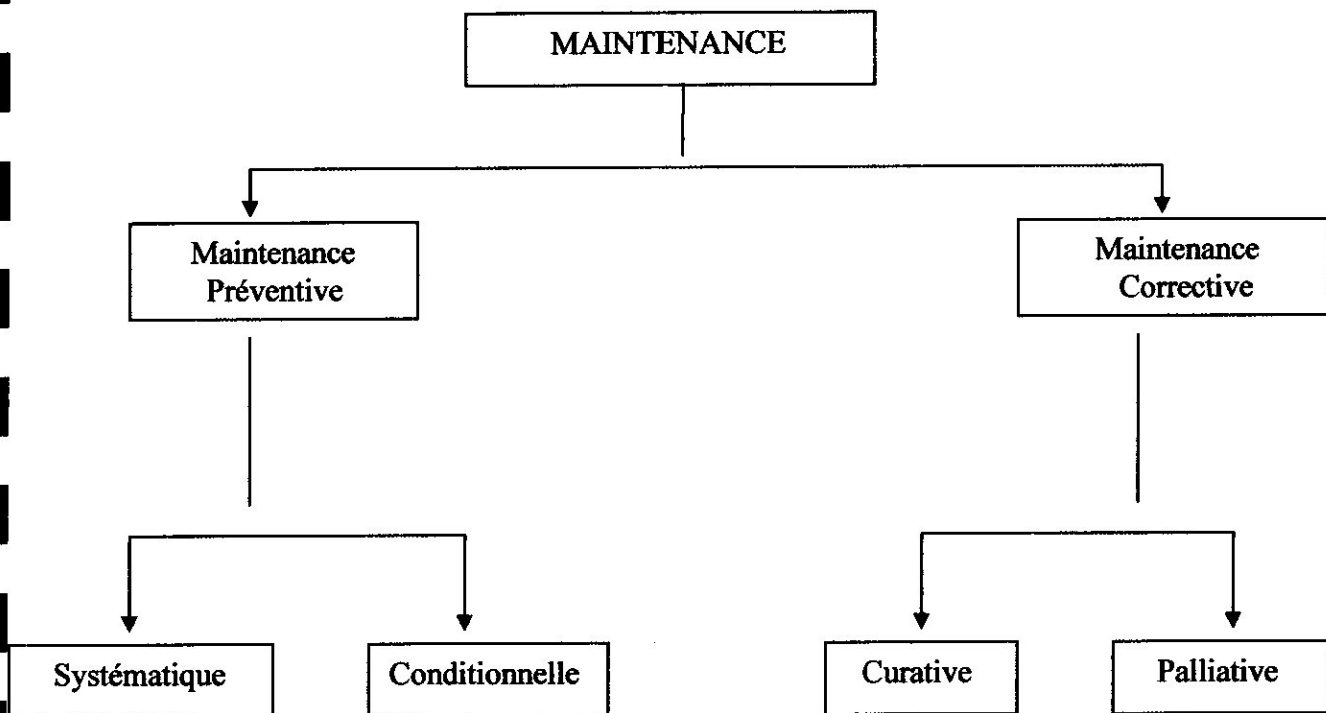 MAINTENANCE
Maintenance
Préventive
Maintenance
Corrective
Systématique
Conditionnelle
Curative
Palliative